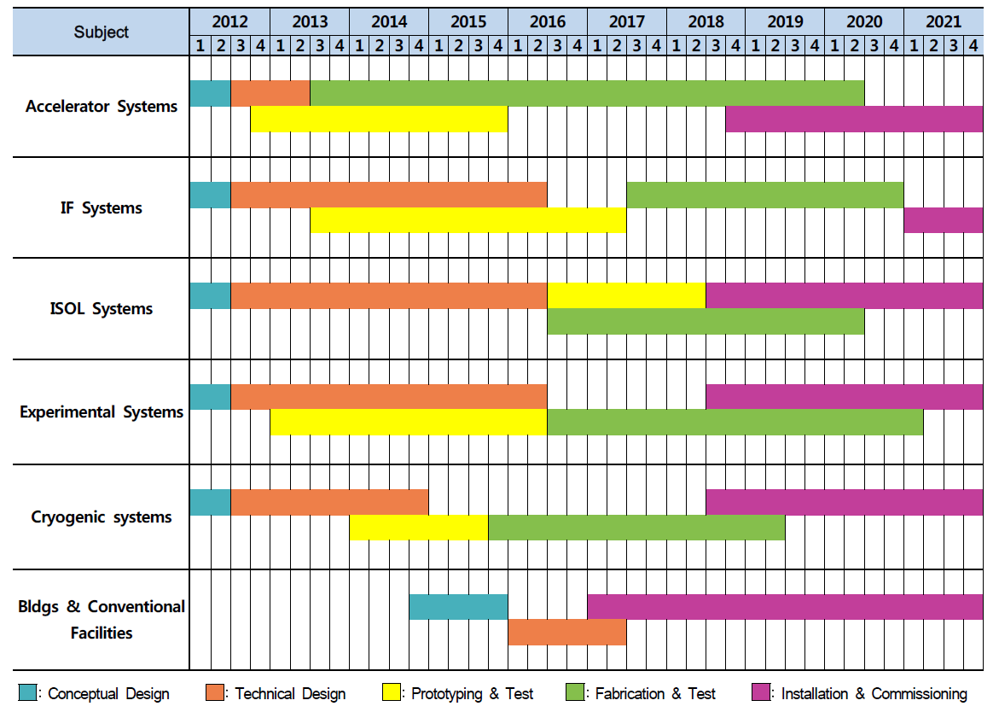 Subject 2012 2013 2014 2015 2016 2017 2018 2019 2020 2021
1 2 3 4 1 2 3 4 1 2 3 4 1 2 3 4 1 2 3 4 1 2 3 4 1 2 3 4 1 2 3 4 1 2 3 4 1 2 3 4
Accelerator Systems
IF Systems
ISOL Systems
Experimental Systems
Cryogenic systems
Bldgs & Conventional
Facilities
: Conceptual Design : Technical Design : Prototyping & Test : Fabrication & Test : Installation & Commissioning